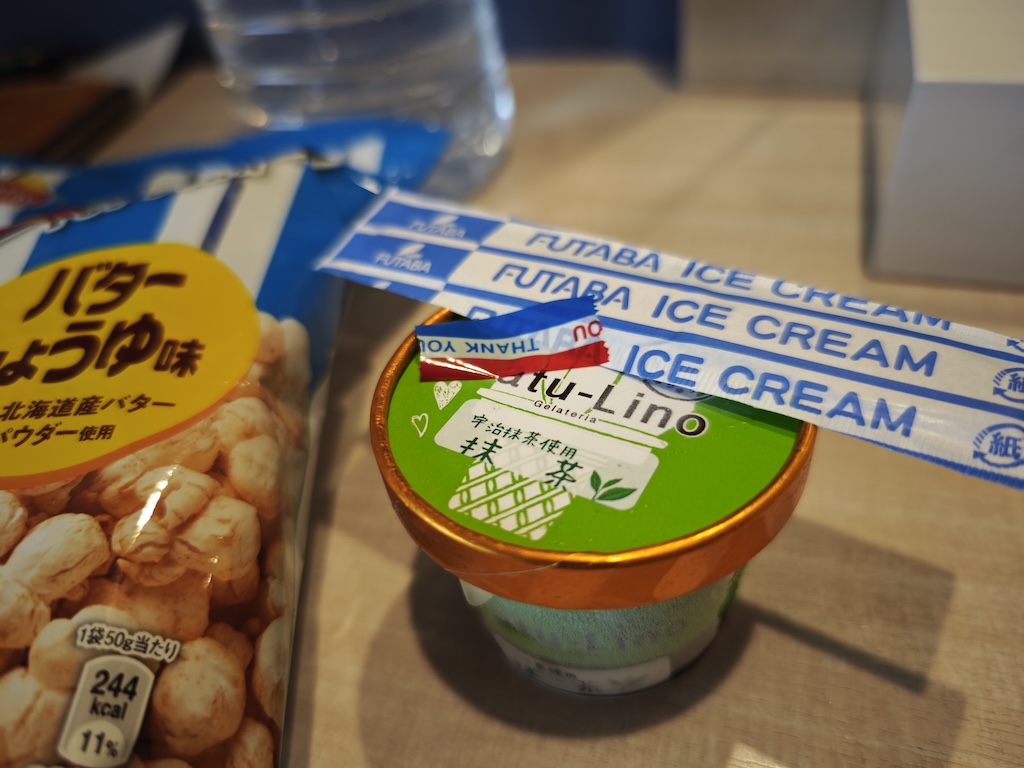 バター
ょうゆ味
北海道産バター
パウダー使用
1袋50g当たり
244
kcal
11%
FUTABA
FUTABA
FUTABA ICE CREAM
FUTABA ICE CREAM
ICE CREAM
紙
THANK YOU
atu-Lino
Gelateria
宇治抹茶使用
抹茶